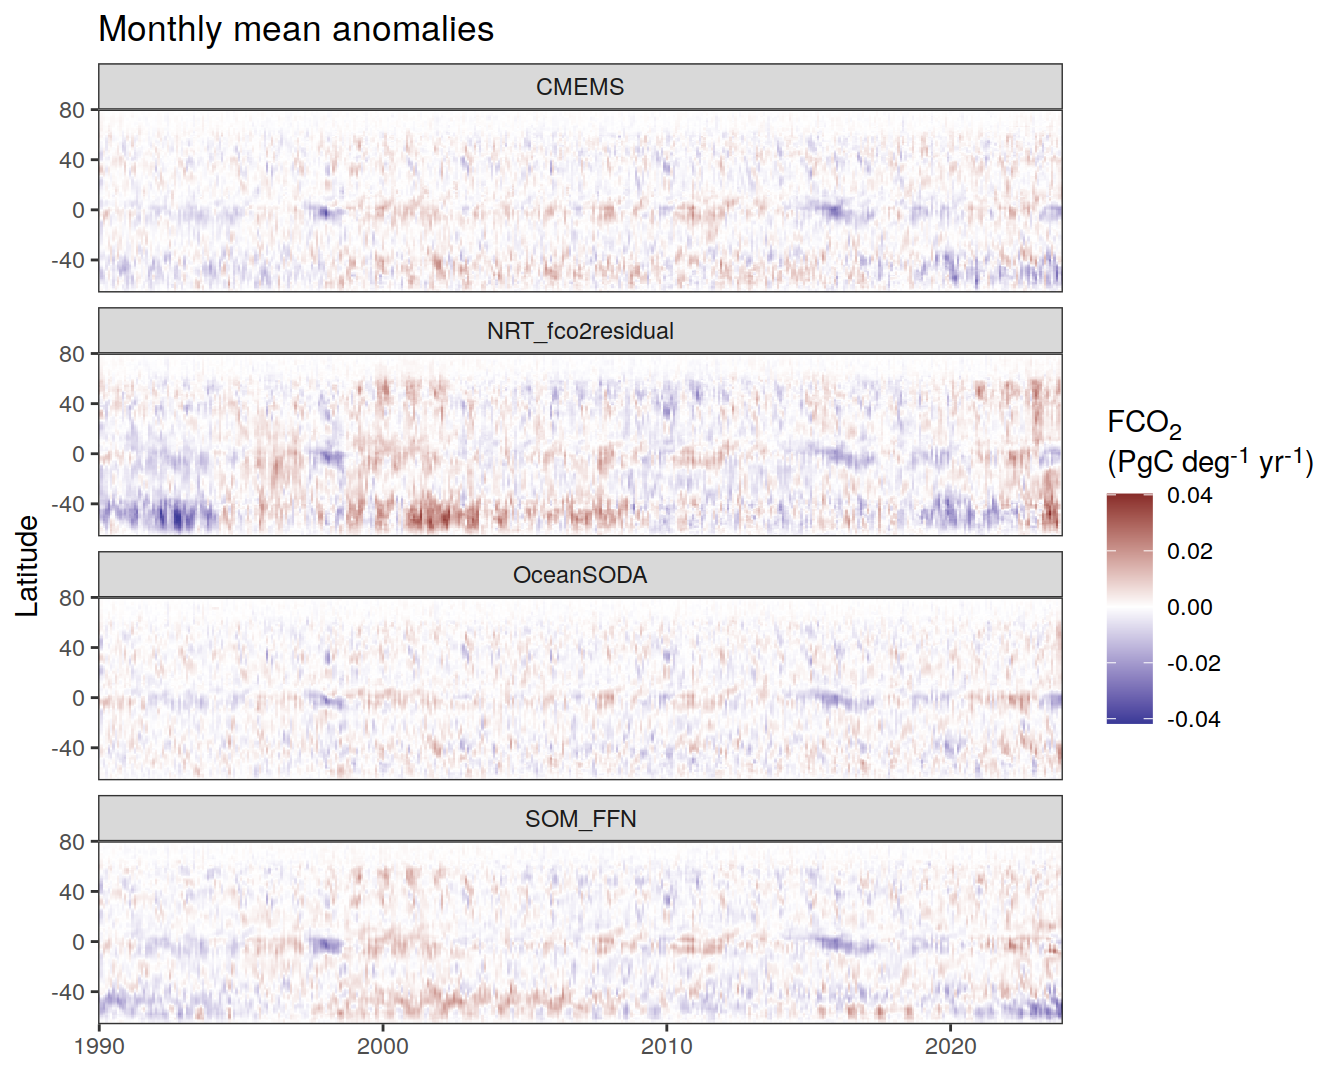 Monthly mean anomalies
CMEMS
80
40
0
-40
NRT_fco2residual
80
40
0
-40
OceanSODA
80
40
0
-40
SOM_FFN
80
40
0
-40
1990 2000 2010 2020
Latitude
FCO2
(PgC deg-1 yr-1)
0.04
0.02
0.00
-0.02
-0.04